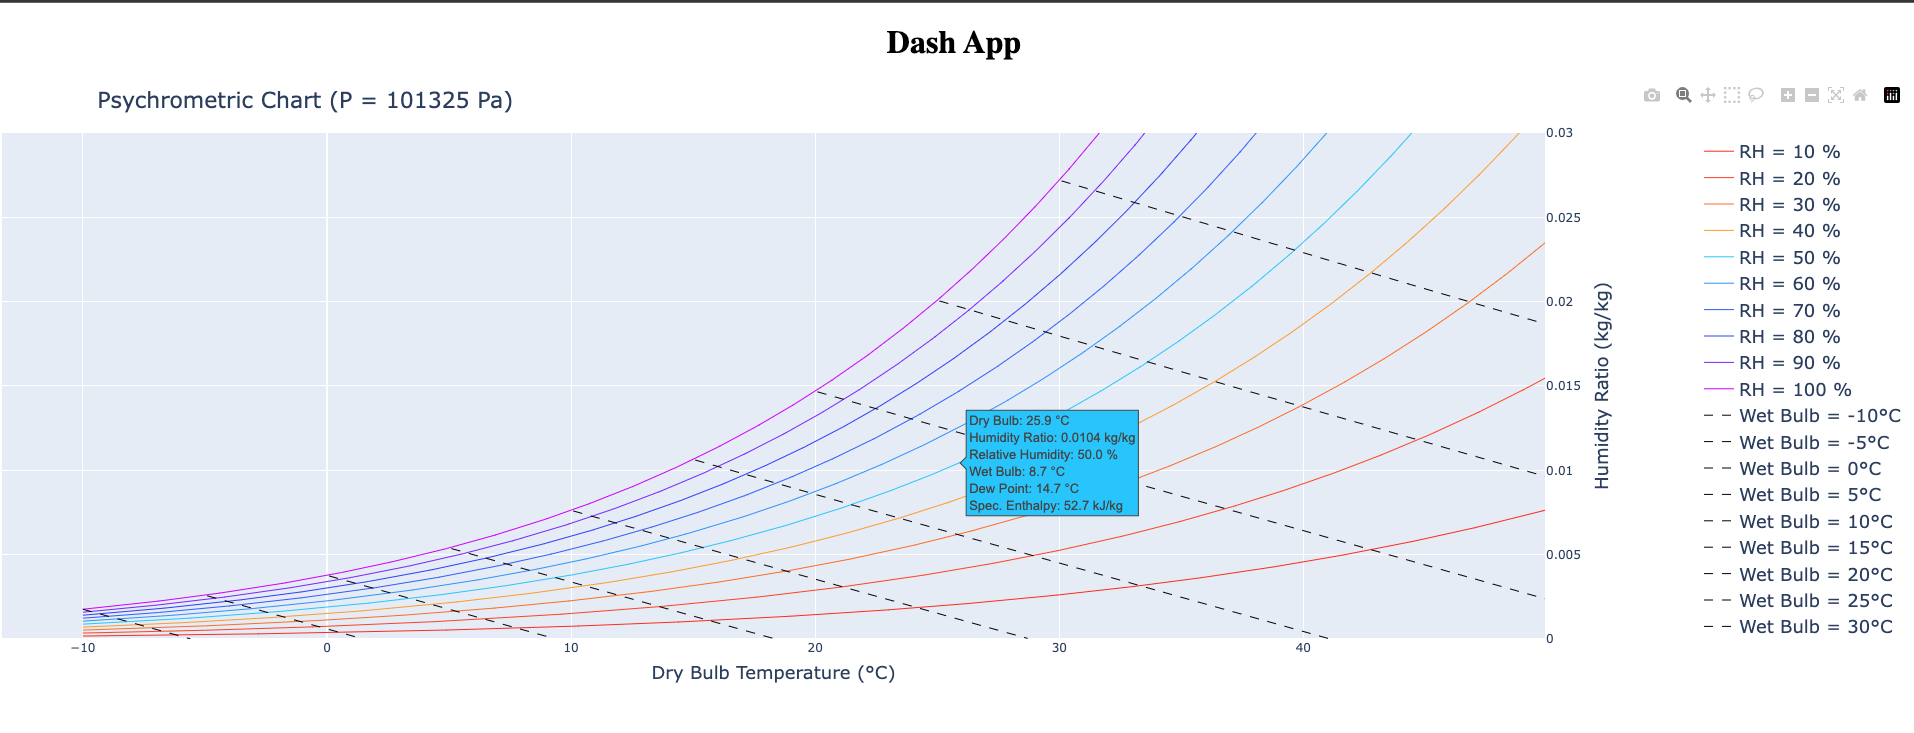 Dash App
Psychrometric Chart (P = 101325 Pa)
0.03
0.025
0.02
0.015
0.01
0.005
0
Humidity Ratio (kg/kg)
Dry Bulb: 25.9 °C
Humidity Ratio: 0.0104 kg/kg
Relative Humidity: 50.0 %
Wet Bulb: 8.7 °C
Dew Point: 14.7 °C
Spec. Enthalpy: 52.7 kJ/kg
−10
0
10
20
30
40
Dry Bulb Temperature (°C)
RH = 10 %
RH = 20 %
RH = 30 %
RH = 40 %
RH = 50 %
RH = 60 %
RH = 70 %
RH = 80 %
RH = 90 %
RH = 100 %
Wet Bulb = -10°C
Wet Bulb = -5°C
Wet Bulb = 0°C
Wet Bulb = 5°C
Wet Bulb = 10°C
Wet Bulb = 15°C
Wet Bulb = 20°C
Wet Bulb = 25°C
Wet Bulb = 30°C